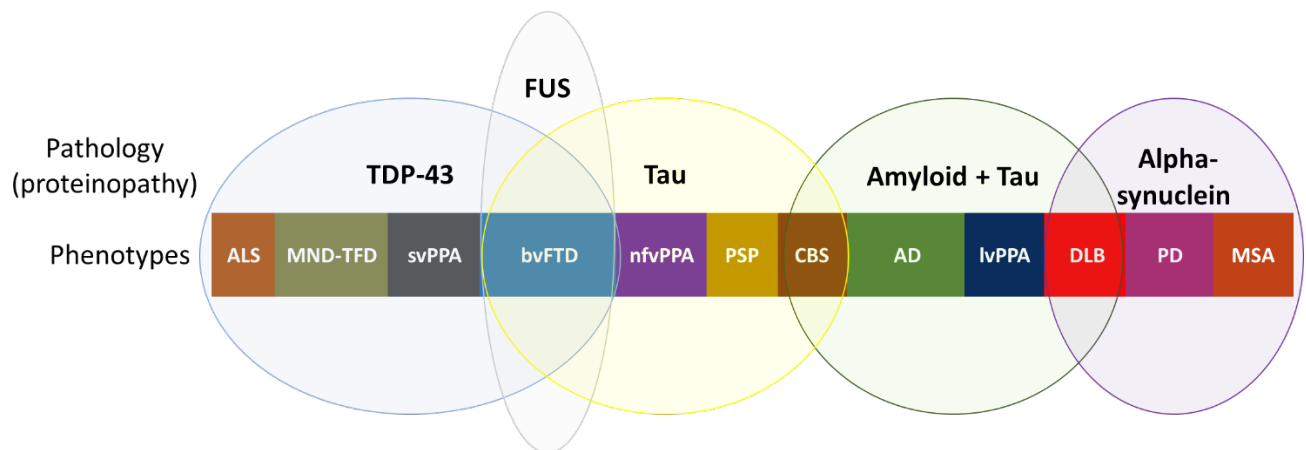 FUS
Pathology
(proteinopathy)
TDP-43
Tau
Amyloid + Tau
Alpha-
synuclein
Phenotypes
ALS
MND-TFD
svPPA
bvFTD
nfvPPA
PSP
CBS
AD
lvPPA
DLB
PD
MSA